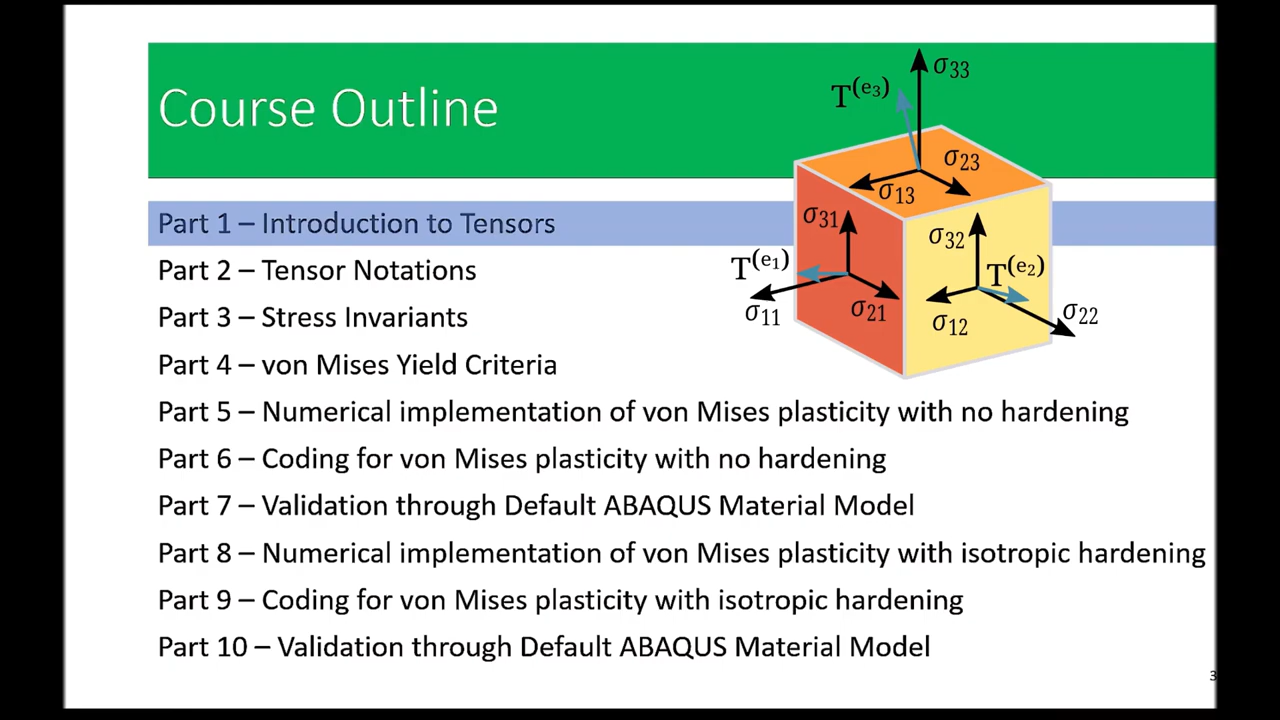 Course Outline
Part 1 – Introduction to Tensors
Part 2 – Tensor Notations
Part 3 – Stress Invariants
Part 4 – von Mises Yield Criteria
Part 5 – Numerical implementation of von Mises plasticity with no hardening
Part 6 – Coding for von Mises plasticity with no hardening
Part 7 – Validation through Default ABAQUS Material Model
Part 8 – Numerical implementation of von Mises plasticity with isotropic hardening
Part 9 – Coding for von Mises plasticity with isotropic hardening
Part 10 – Validation through Default ABAQUS Material Model
σ33
T(e3)
σ23
σ13
σ31
σ32
T(e1)
T(e2)
σ11
σ21
σ12
σ22
3